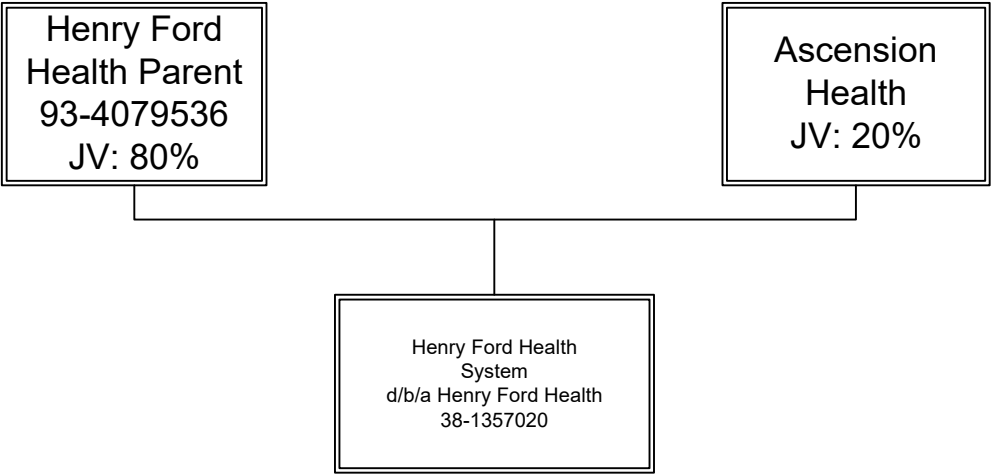 Henry Ford
Health Parent
93-4079536
JV: 80%
Ascension
Health
JV: 20%
Henry Ford Health
System
d/b/a Henry Ford Health
38-1357020